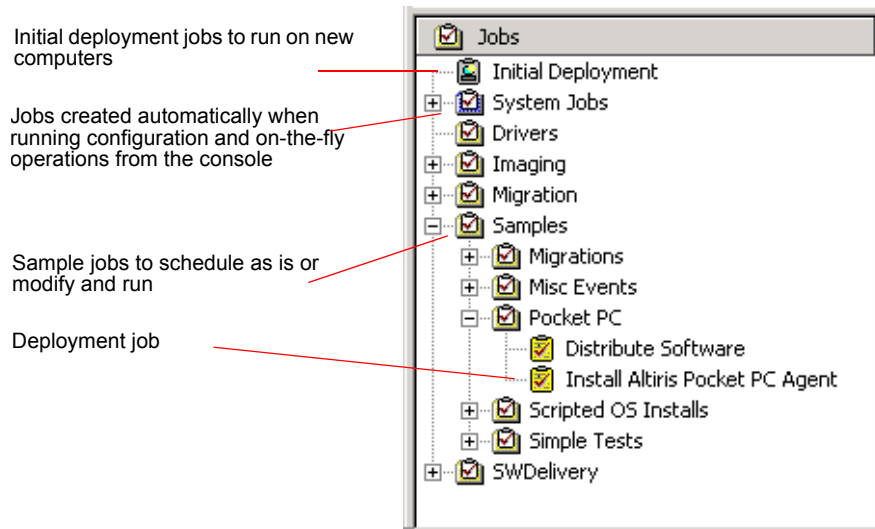 Initial deployment jobs to run on new
computers
Jobs created automatically when
running configuration and on-the-fly
operations from the console
Sample jobs to schedule as is or
modify and run
Deployment job
Jobs
Initial Deployment
System Jobs
Drivers
Imaging
Migration
Samples
Migrations
Misc Events
Pocket PC
Distribute Software
Install Altiris Pocket PC Agent
Scripted OS Installs
Simple Tests
SWDelivery